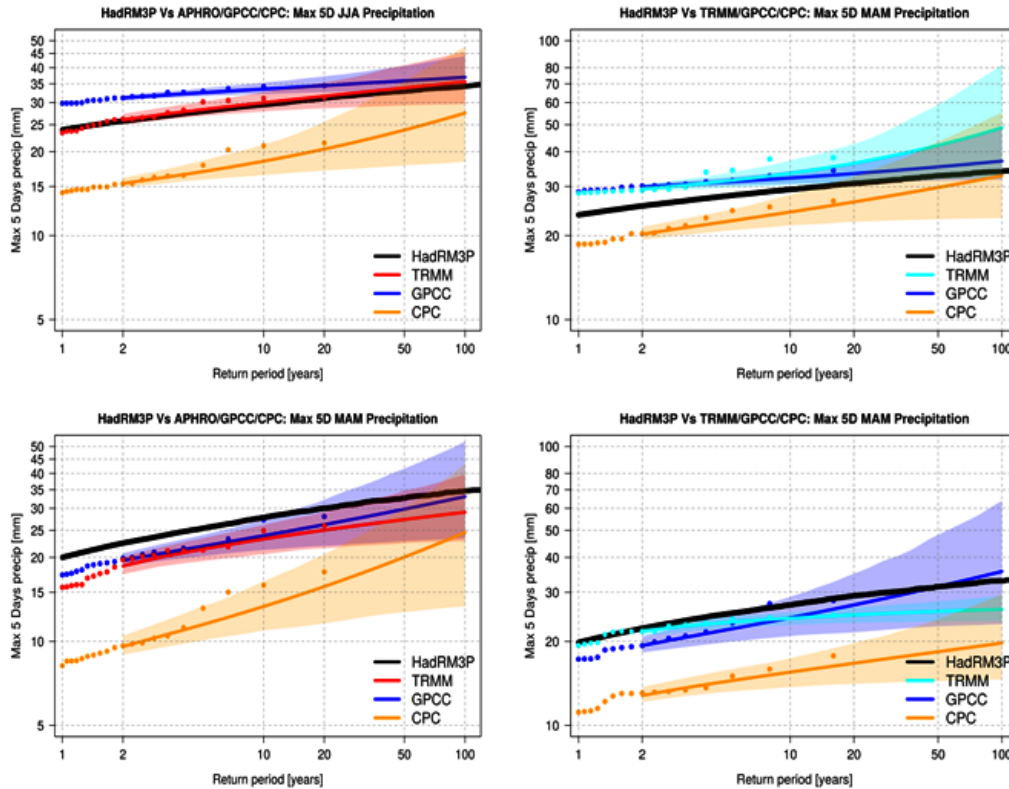 HadRM3P Vs APHRO/GPCC/CPC: Max 5D JJA Precipitation
Max 5 Days precip [mm]
50
45
40
35
30
25
20
15
10
5
HadRM3P
TRMM
GPCC
CPC
1 2 10 20 50 100
Return period [years]
HadRM3P Vs TRMM/GPCC/CPC: Max 5D MAM Precipitation
Max 5 Days precip [mm]
100
80
70
60
50
40
30
20
10
HadRM3P
TRMM
GPCC
CPC
1 2 10 20 50 100
Return period [years]
HadRM3P Vs APHRO/GPCC/CPC: Max 5D MAM Precipitation
Max 5 Days precip (mm)
50
45
40
35
30
25
20
15
10
5
HadRM3P
TRMM
GPCC
CPC
1 2 10 20 50 100
Return period [years]
HadRM3P Vs TRMM/GPCC/CPC: Max 5D MAM Precipitation
Max 5 Days precip [mm]
100
80
70
60
50
40
30
20
10
HadRM3P
TRMM
GPCC
CPC
1 2 10 20 50 100
Return period [years]